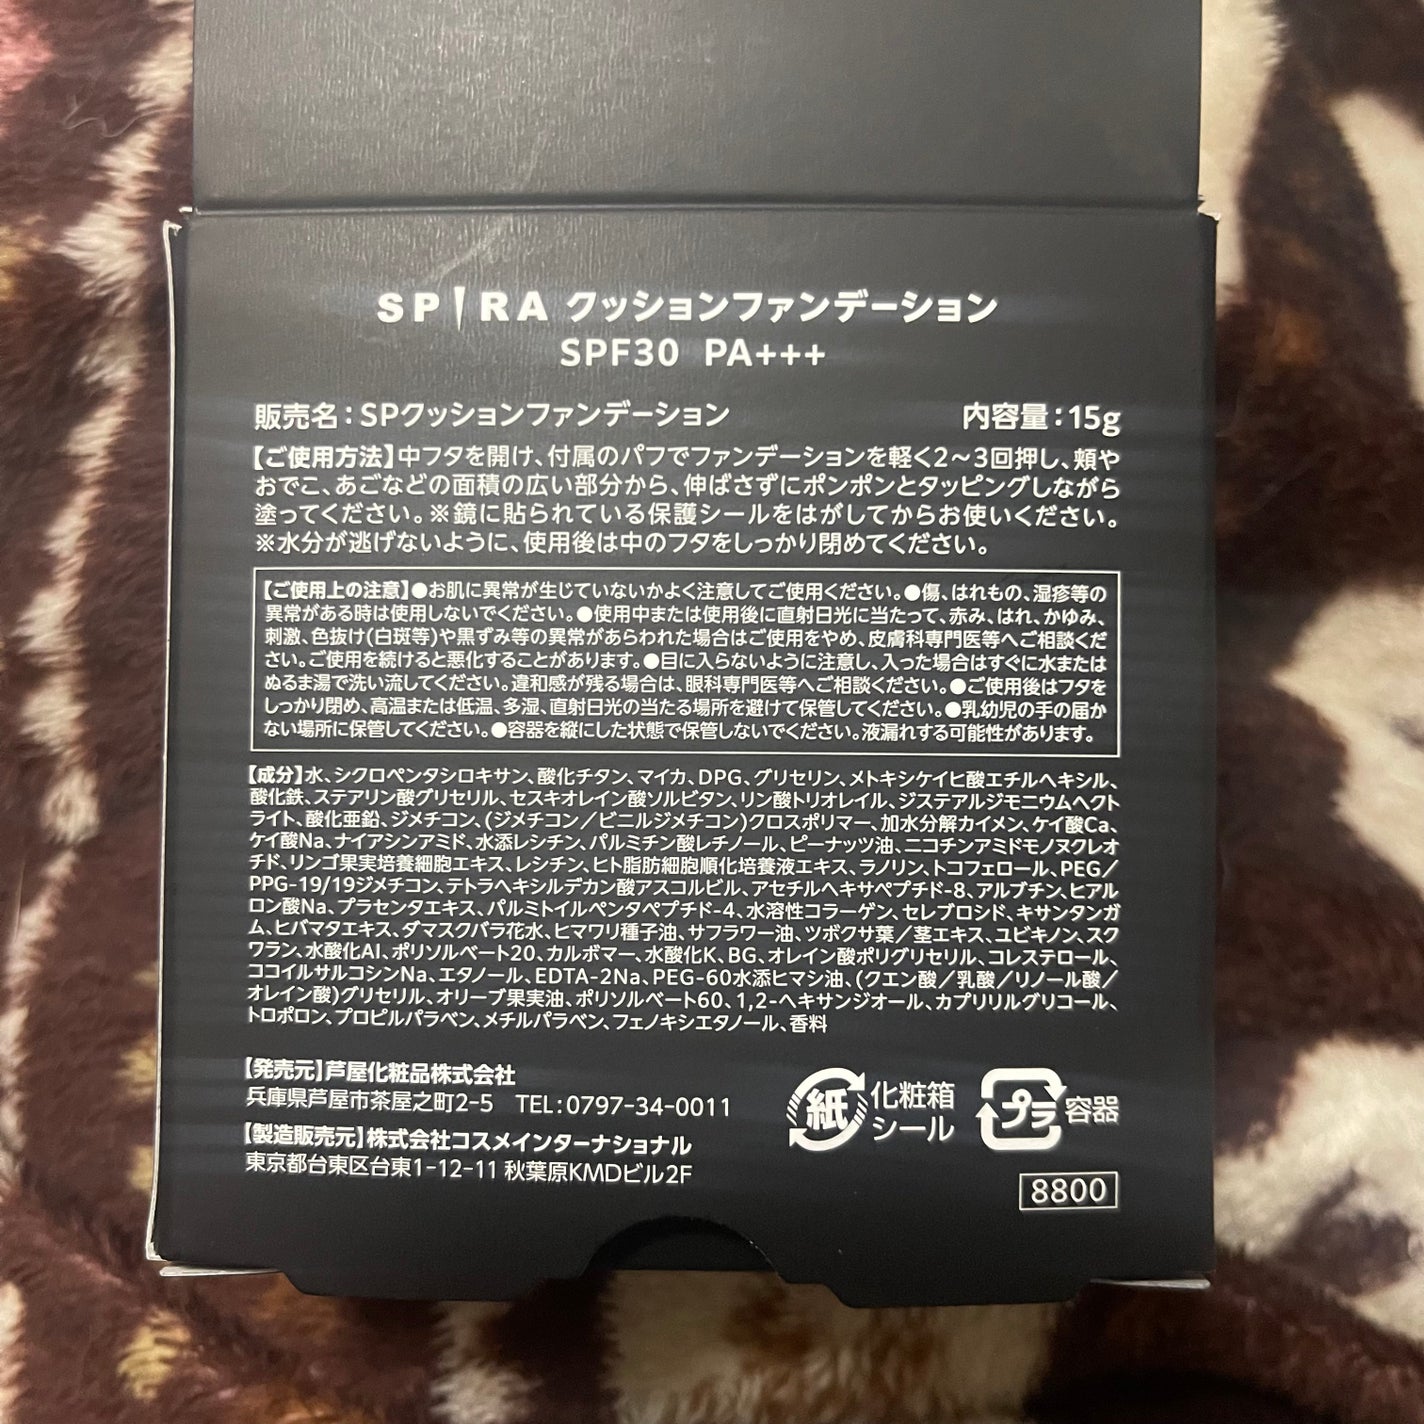 SPIRA クッションファンデーション
SPF30 PA+++
販売名：SPクッションファンデーション 内容量：15g
【ご使用方法】中フタを開け、付属のパフでファンデーションを軽く2～3回押し、頬や
おでこ、あごなどの面積の広い部分から、伸ばさずにポンポンとタッピングしながら
塗ってください。※鏡に貼られている保護シールをはがしてからお使いください。
※水分が逃げないように、使用後は中のフタをしっかり閉めてください。
【ご使用上の注意】●お肌に異常が生じていないかよく注意してご使用ください。●傷、はれもの、湿疹等の
異常がある時は使用しないでください。●使用中または使用後に直射日光に当たって、赤み、はれ、かゆみ、
刺激、色抜け(白斑等)や黒ずみ等の異常があらわれた場合はご使用をやめ、皮膚科専門医等へご相談くだ
さい。ご使用を続けると悪化することがあります。●目に入らないように注意し、入った場合はすぐに水または
ぬるま湯で洗い流してください。違和感が残る場合は、眼科専門医等へご相談ください。●ご使用後はフタを
しっかり閉め、高温または低温、多湿、直射日光の当たる場所を避けて保管してください。●乳幼児の手の届か
ない場所に保管してください。●容器を縦にした状態で保管しないでください。液漏れする可能性があります。
【成分】水、シクロペンタシロキサン、酸化チタン、マイカ、DPG、グリセリン、メトキシケイヒ酸エチルヘキシル、
酸化鉄、ステアリン酸グリセリル、セスキオレイン酸ソルビタン、リン酸トリオレイル、ジステアルジモニウムヘクト
ライト、酸化亜鉛、ジメチコン、(ジメチコン／ビニルジメチコン)クロスポリマー、加水分解カイメン、ケイ酸Ca、
ケイ酸Na、ナイアシンアミド、水添レシチン、パルミチン酸レチノール、ピーナッツ油、ニコチンアミドモノヌクレオ
チド、リンゴ果実培養細胞エキス、レシチン、ヒト脂肪細胞順化培養液エキス、ラノリン、トコフェロール、PEG／
PPG-19/19ジメチコン、テトラヘキシルデカン酸アスコルビル、アセチルヘキサペプチド-8、アルブチン、ヒアル
ロン酸Na、プラセンタエキス、パルミトイルペンタペプチド-4、水溶性コラーゲン、セレブロシド、キサンタンガ
ム、ヒバマタエキス、ダマスクバラ花水、ヒマワリ種子油、サフラワー油、ツボクサ葉／茎エキス、ユビキノン、スク
ワラン、水酸化Al、ポリソルベート20、カルボマー、水酸化K、BG、オレイン酸ポリグリセリル、コレステロール、
ココイルサルコシンNa、エタノール、EDTA-2Na、PEG-60水添ヒマシ油、(クエン酸／乳酸／リノール酸／
オレイン酸)グリセリル、オリーブ果実油、ポリソルベート60、1,2-ヘキサンジオール、カプリリルグリコール、
トロポロン、プロピルパラベン、メチルパラベン、フェノキシエタノール、香料
【発売元】芦屋化粧品株式会社
兵庫県芦屋市茶屋之町2-5 TEL：0797-34-0011
【製造販売元】株式会社コスメインターナショナル
東京都台東区台東1-12-11 秋葉原KMDビル2F
紙 化粧箱
シール
プラ 容器
8800